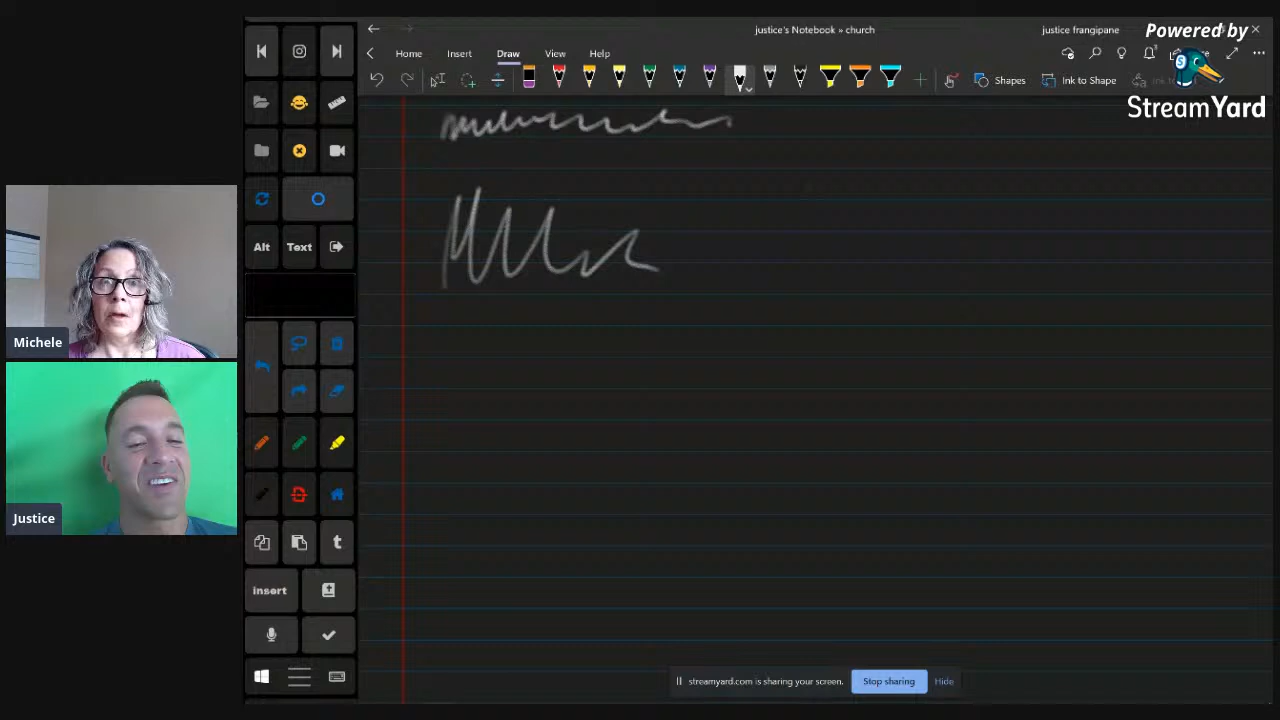 justice's Notebook » church
justice frangipane
Powered by
StreamYard
Home Insert Draw View Help
Shapes Ink to Shape
Alt Text
t
insert
Michele
Justice
streamyard.com is sharing your screen. Stop sharing Hide